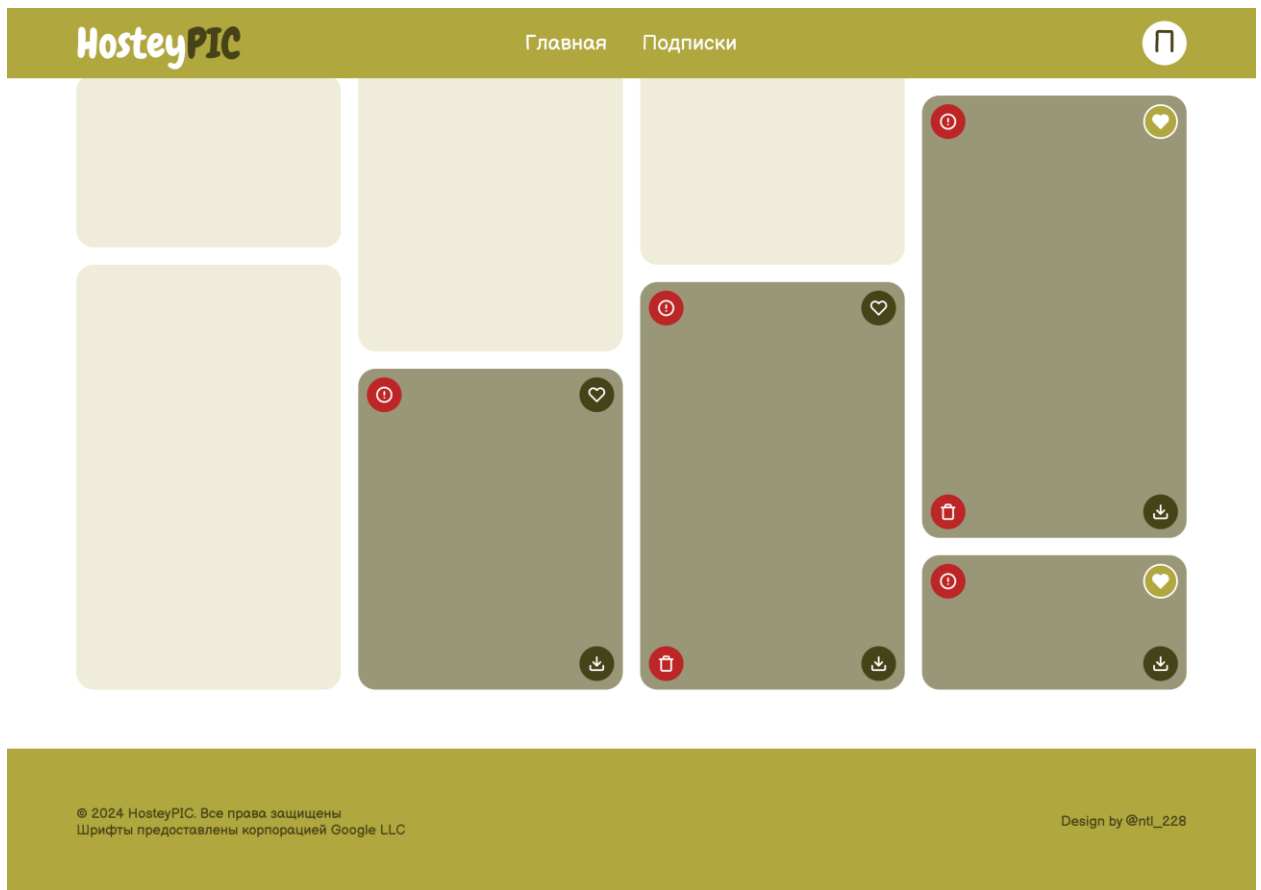 HosteyPIC
Главная Подписки
П
© 2024 HosteyPIC. Все права защищены
Шрифты предоставлены корпорацией Google LLC
Design by @ntl_228